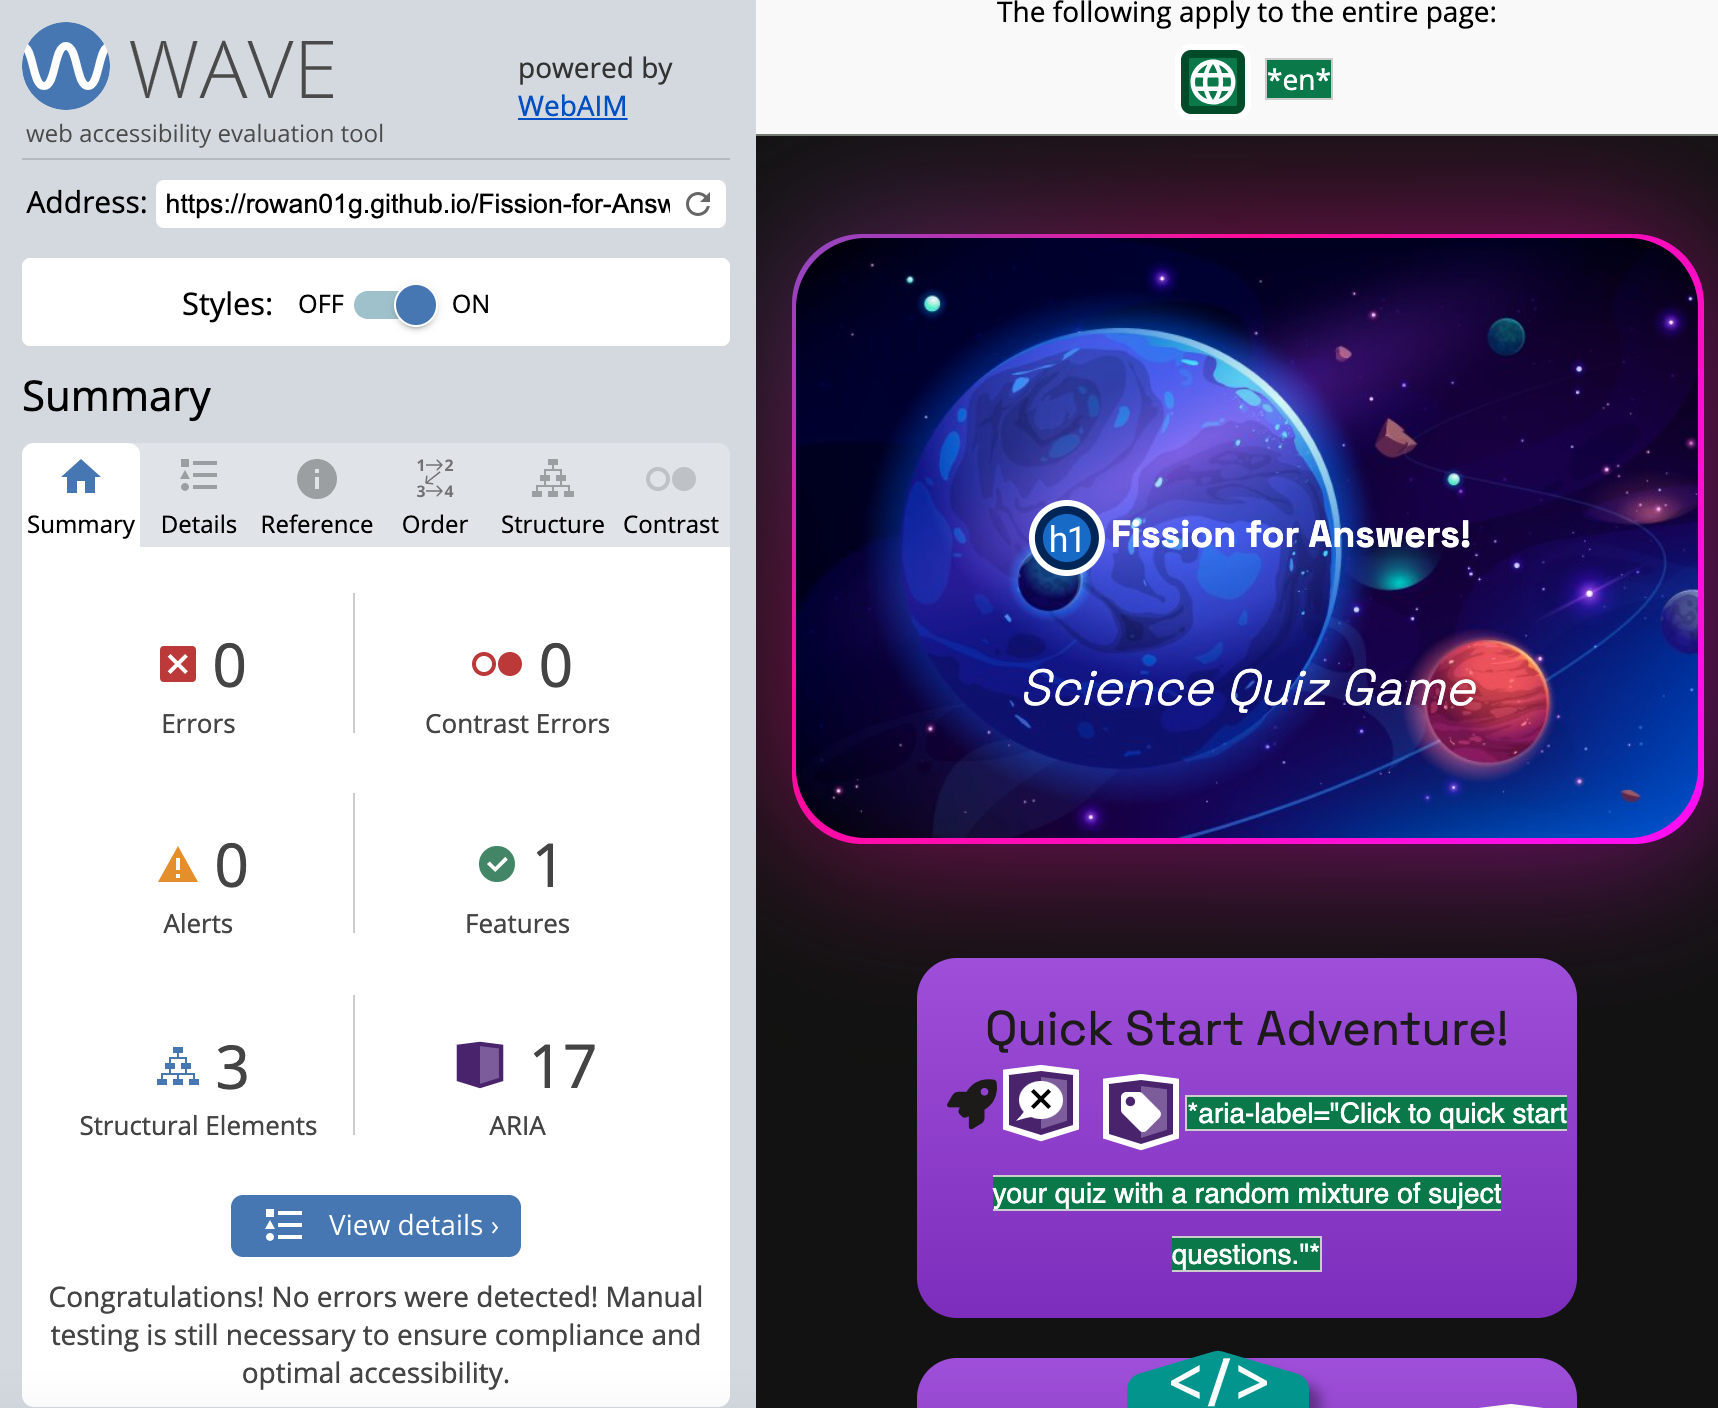 WAVE
powered by
WebAIM
web accessibility evaluation tool
Address: https://rowan01g.github.io/Fission-for-Answ
Styles: OFF ON
Summary
Summary Details Reference Order Structure Contrast
1→2
3→4
0
Errors
0
Contrast Errors
0
Alerts
1
Features
3
Structural Elements
17
ARIA
View details ›
Congratulations! No errors were detected! Manual
testing is still necessary to ensure compliance and
optimal accessibility.
The following apply to the entire page:
*en*
h1 Fission for Answers!
Science Quiz Game
Quick Start Adventure!
*aria-label="Click to quick start
your quiz with a random mixture of suject
questions."*
</>